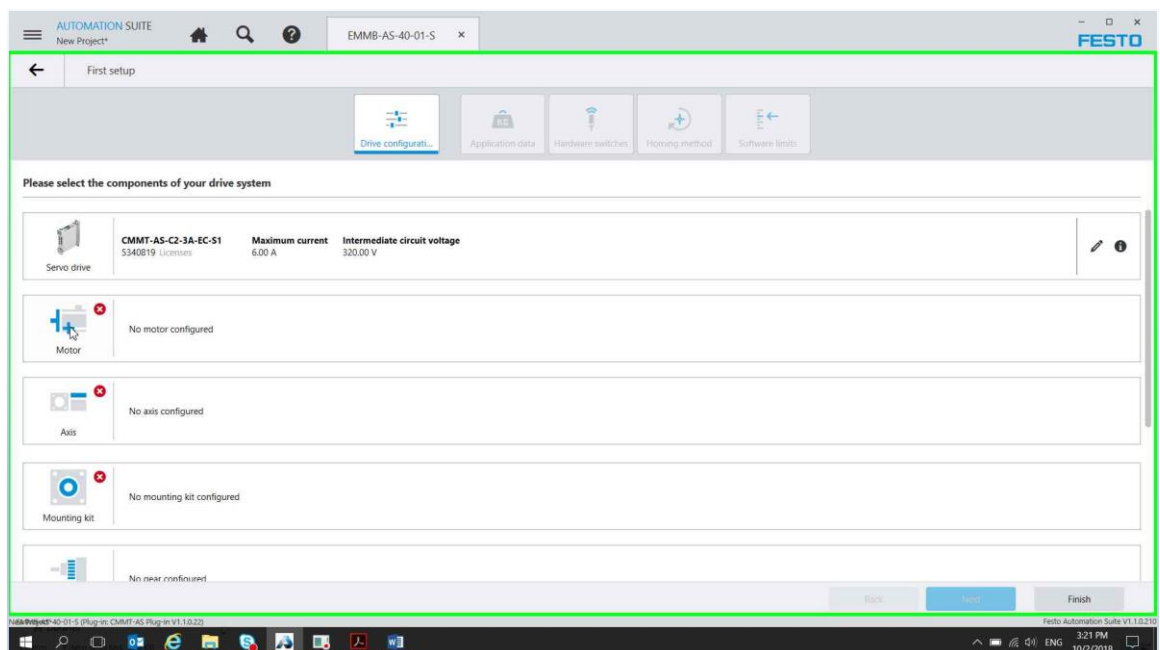 AUTOMATION SUITE
New Project*
EMMB-AS-40-01-S ×
FESTO
First setup
Drive configurati...
KG
Application data
Hardware switches
Homing method
Software limits
Please select the components of your drive system
CMMT-AS-C2-3A-EC-S1 Maximum current Intermediate circuit voltage
5340819 Licenses 6.00 A 320.00 V
Servo drive
No motor configured
Motor
No axis configured
Axis
No mounting kit configured
Mounting kit
No gear configured
Back Next Finish
40-01-S (Plug-in: CMMT-AS Plug-in V1.1.0.22) Festo Automation Suite V1.1.0.210
ENG 3:21 PM
10/2/2018